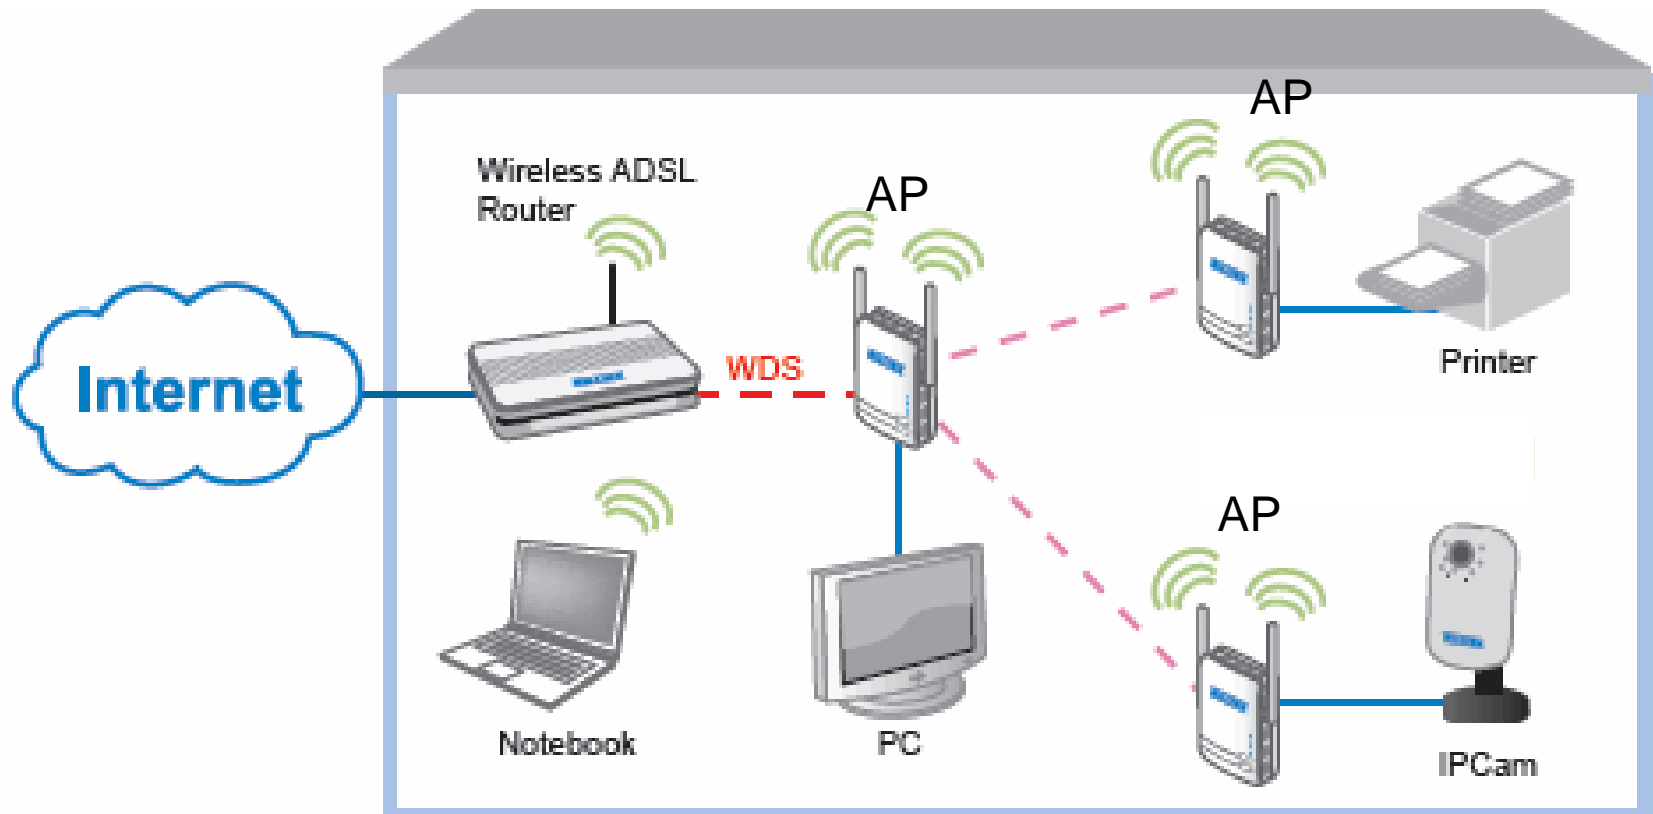 Internet
Wireless ADSL
Router
WDS
AP
AP
Printer
AP
Notebook
PC
IPCam